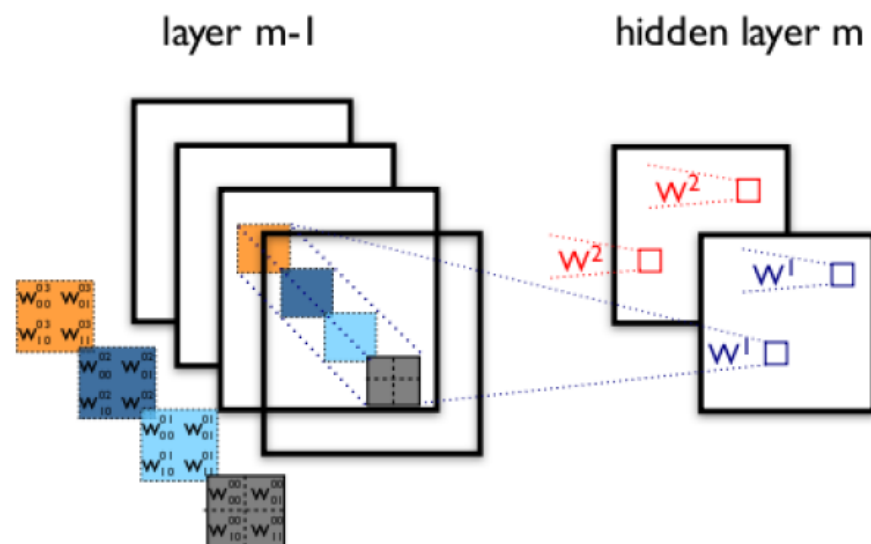 layer m-1 hidden layer m
W² W²
W¹ W¹
W⁰³₀₀ W⁰³₀₁
W⁰³₁₀ W⁰³₁₁
W⁰²₀₀ W⁰²₀₁
W⁰²₁₀ W⁰²₁₁
W⁰¹₀₀ W⁰¹₀₁
W⁰¹₁₀ W⁰¹₁₁
W⁰⁰₀₀ W⁰⁰₀₁
W⁰⁰₁₀ W⁰⁰₁₁